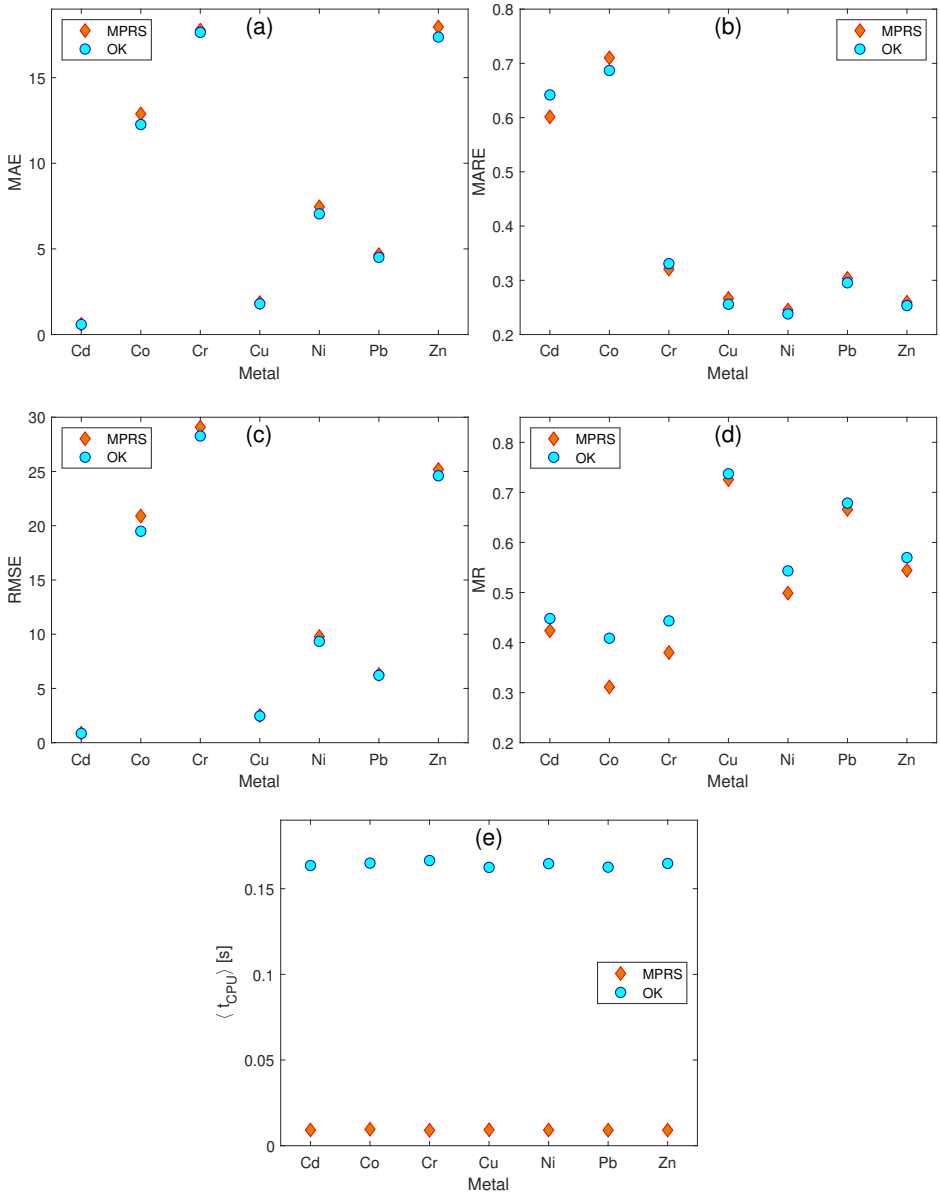 (a)
MPRS
OK
15
10
5
0
MAE
Cd Co Cr Cu Ni Pb Zn
Metal
(b)
MPRS
OK
0.8
0.7
0.6
0.5
0.4
0.3
0.2
MARE
Cd Co Cr Cu Ni Pb Zn
Metal
(c)
MPRS
OK
30
25
20
15
10
5
0
RMSE
Cd Co Cr Cu Ni Pb Zn
Metal
(d)
MPRS
OK
0.8
0.7
0.6
0.5
0.4
0.3
0.2
MR
Cd Co Cr Cu Ni Pb Zn
Metal
(e)
MPRS
OK
0.15
0.1
0.05
0
⟨ t_CPU ⟩ [s]
Cd Co Cr Cu Ni Pb Zn
Metal